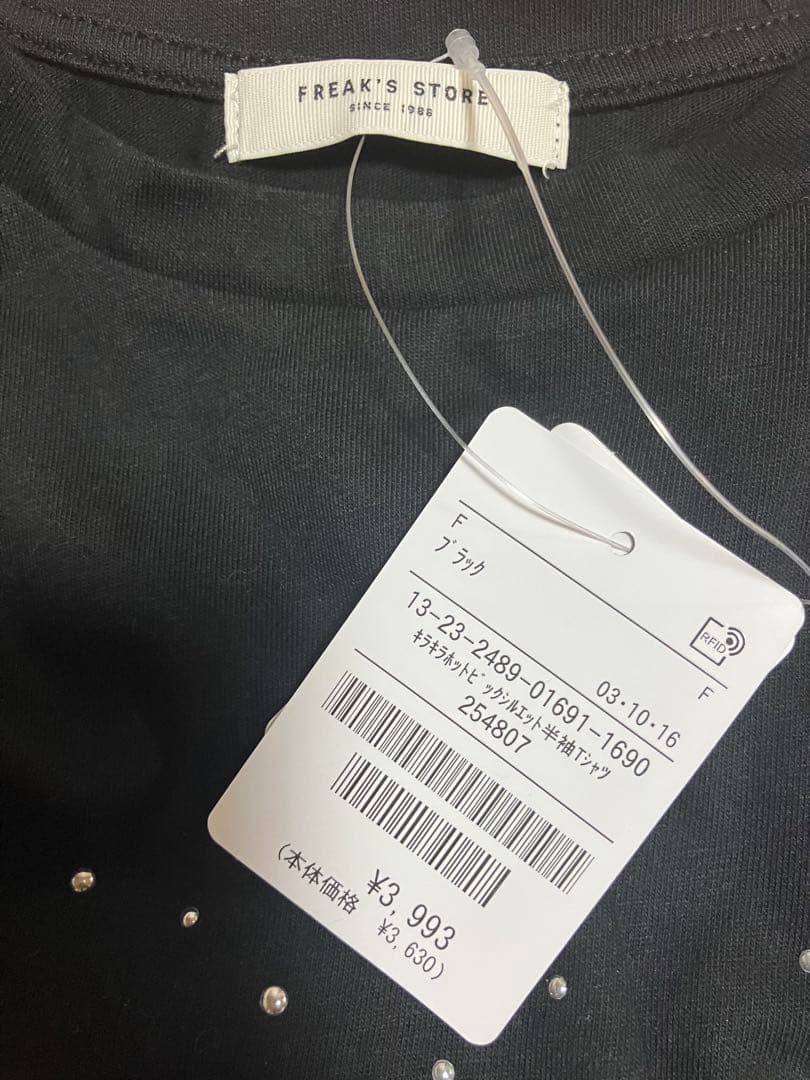 FREAK'S STORE
SINCE 1986
F
ブラック
RFID
03・10・16
F
13-23-2489-01691-1690
ｷﾗｷﾗﾎｯﾄﾋﾞｯｸﾞｼﾙｴｯﾄ半袖Tｼｬﾂ
254807
¥3,993
(本体価格 ¥3,630)